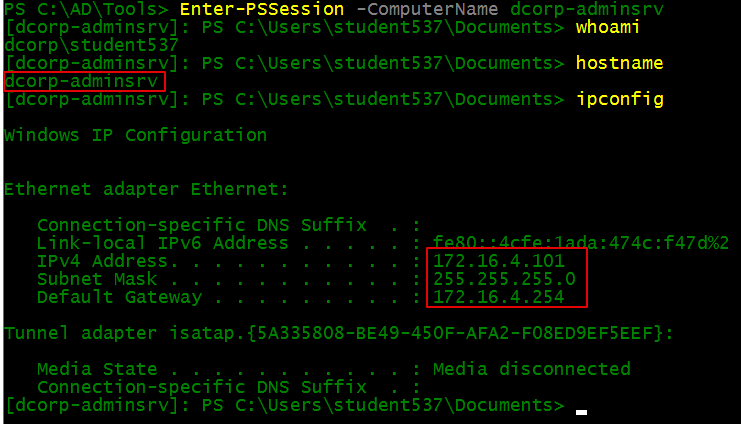 PS C:\AD\Tools> Enter-PSSession -ComputerName dcorp-adminsrv
[dcorp-adminsrv]: PS C:\Users\student537\Documents> whoami
dcorp\student537
[dcorp-adminsrv]: PS C:\Users\student537\Documents> hostname
dcorp-adminsrv
[dcorp-adminsrv]: PS C:\Users\student537\Documents> ipconfig
Windows IP Configuration
Ethernet adapter Ethernet:
Connection-specific DNS Suffix . :
Link-local IPv6 Address . . . . . : fe80::4cfe:1ada:474c:f47d%2
IPv4 Address. . . . . . . . . . . : 172.16.4.101
Subnet Mask . . . . . . . . . . . : 255.255.255.0
Default Gateway . . . . . . . . . : 172.16.4.254
Tunnel adapter isatap.{5A335808-BE49-450F-AFA2-F08ED9EF5EEF}:
Media State . . . . . . . . . . . : Media disconnected
Connection-specific DNS Suffix . :
[dcorp-adminsrv]: PS C:\Users\student537\Documents>